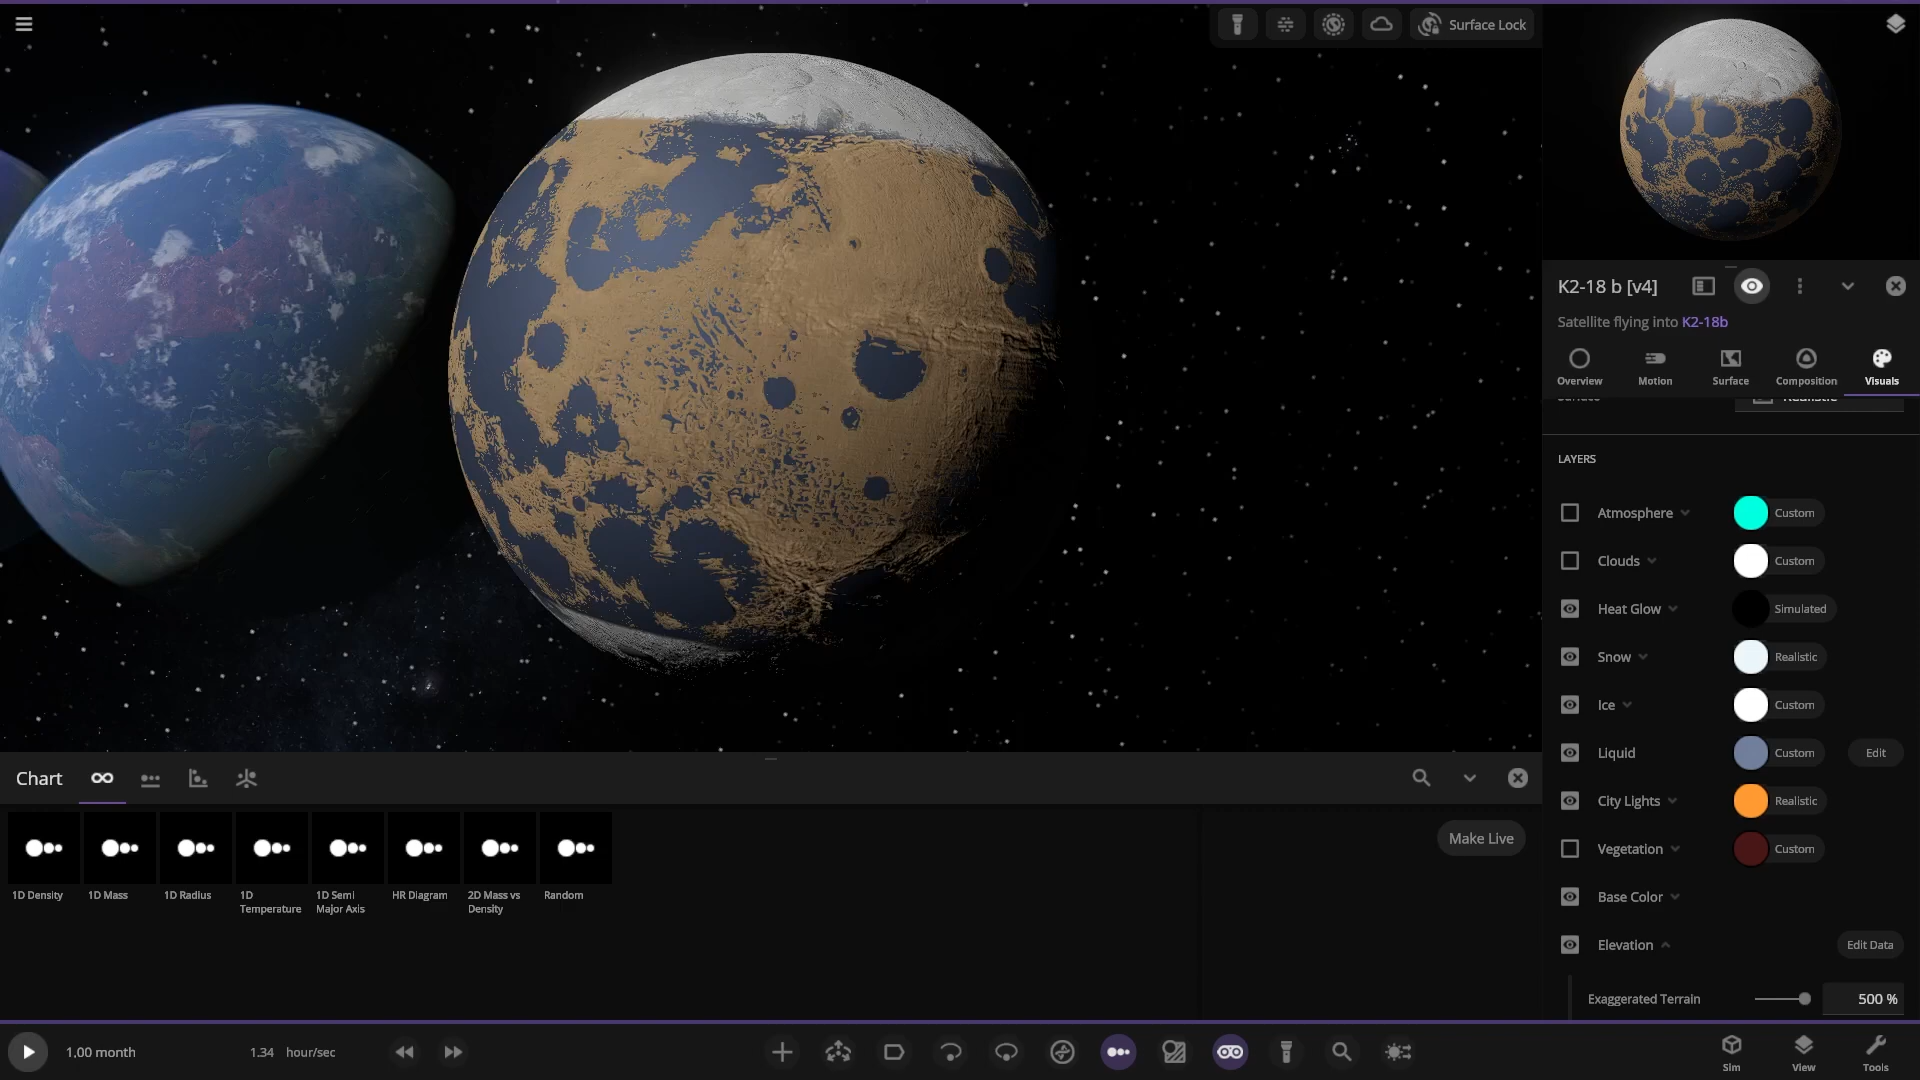 Surface Lock
K2-18 b [v4]
Satellite flying into K2-18b
Overview
Motion
Surface
Composition
Visuals
Surface
Realistic
LAYERS
Atmosphere
Custom
Clouds
Custom
Heat Glow
Simulated
Snow
Realistic
Ice
Custom
Liquid
Custom
Edit
City Lights
Realistic
Vegetation
Custom
Base Color
Elevation
Edit Data
Exaggerated Terrain
500 %
Chart
Make Live
1D Density
1D Mass
1D Radius
1D
Temperature
1D Semi
Major Axis
HR Diagram
2D Mass vs
Density
Random
1.00 month
1.34 hour/sec
Sim
View
Tools